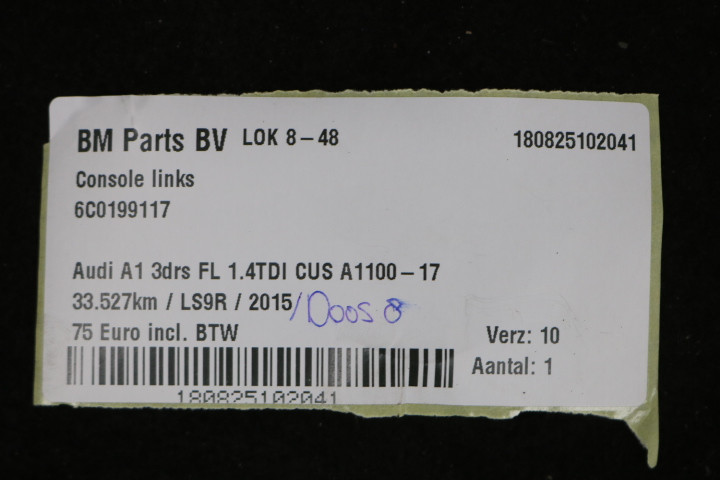 BM Parts BV LOK 8-48 180825102041
Console links
6C0199117
Audi A1 3drs FL 1.4TDI CUS A1100-17
33.527km / LS9R / 2015 / Doos 8
75 Euro incl. BTW Verz: 10
Aantal: 1
180825102041